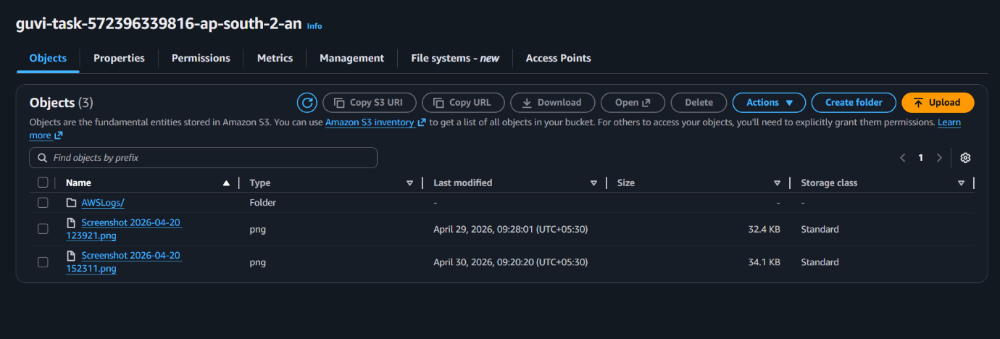 guvi-task-572396339816-ap-south-2-an Info
Objects Properties Permissions Metrics Management File systems - new Access Points
Objects (3) Copy S3 URI Copy URL Download Open Delete Actions Create folder Upload
Objects are the fundamental entities stored in Amazon S3. You can use Amazon S3 inventory to get a list of all objects in your bucket. For others to access your objects, you'll need to explicitly grant them permissions. Learn
more
Find objects by prefix 1
Name Type Last modified Size Storage class
AWSLogs/ Folder - - -
Screenshot 2026-04-20
123921.png png April 29, 2026, 09:28:01 (UTC+05:30) 32.4 KB Standard
Screenshot 2026-04-20
152311.png png April 30, 2026, 09:20:20 (UTC+05:30) 34.1 KB Standard